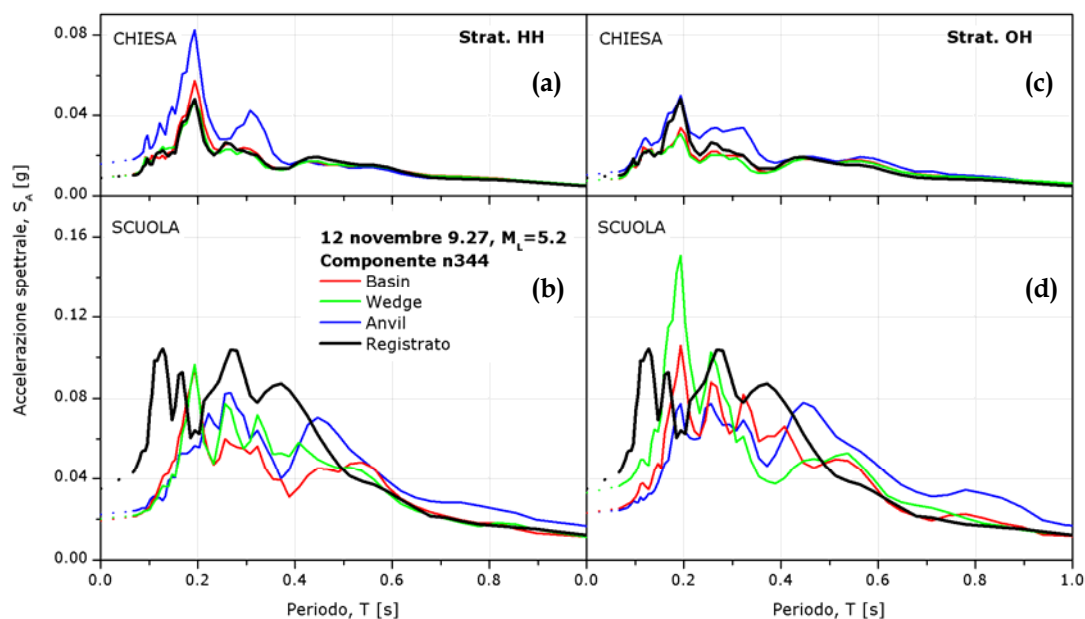 0.08
0.04
0.00
CHIESA
Strat. HH
(a)
CHIESA
Strat. OH
(c)
Accelerazione spettrale, S_A [g]
0.16
0.12
0.08
0.04
0.00
SCUOLA
12 novembre 9.27, M_L=5.2
Componente n344
Basin
Wedge
Anvil
Registrato
(b)
SCUOLA
(d)
0.0 0.2 0.4 0.6 0.8 0.0 0.2 0.4 0.6 0.8 1.0
Periodo, T [s]
Periodo, T [s]